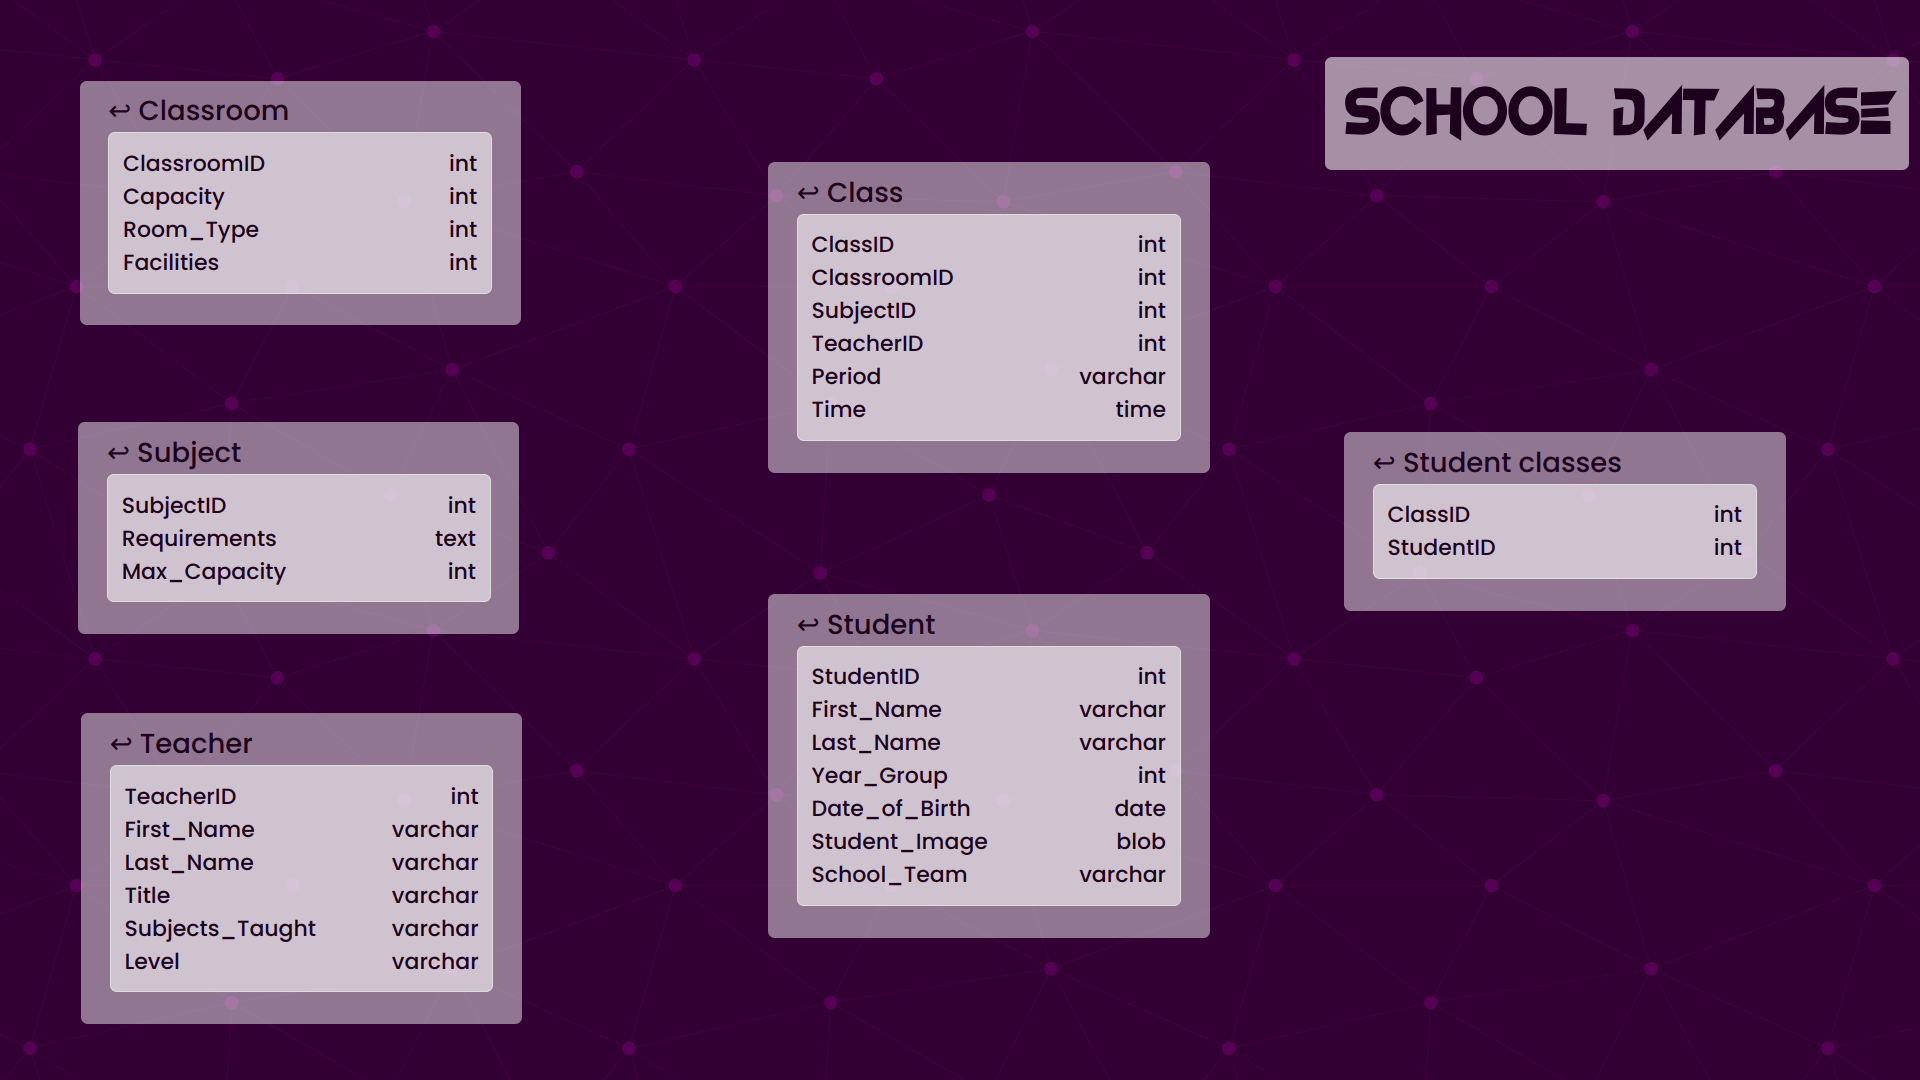 SCHOOL DATABASE
↩ Classroom
ClassroomID int
Capacity int
Room_Type int
Facilities int
↩ Subject
SubjectID int
Requirements text
Max_Capacity int
↩ Teacher
TeacherID int
First_Name varchar
Last_Name varchar
Title varchar
Subjects_Taught varchar
Level varchar
↩ Class
ClassID int
ClassroomID int
SubjectID int
TeacherID int
Period varchar
Time time
↩ Student
StudentID int
First_Name varchar
Last_Name varchar
Year_Group int
Date_of_Birth date
Student_Image blob
School_Team varchar
↩ Student classes
ClassID int
StudentID int